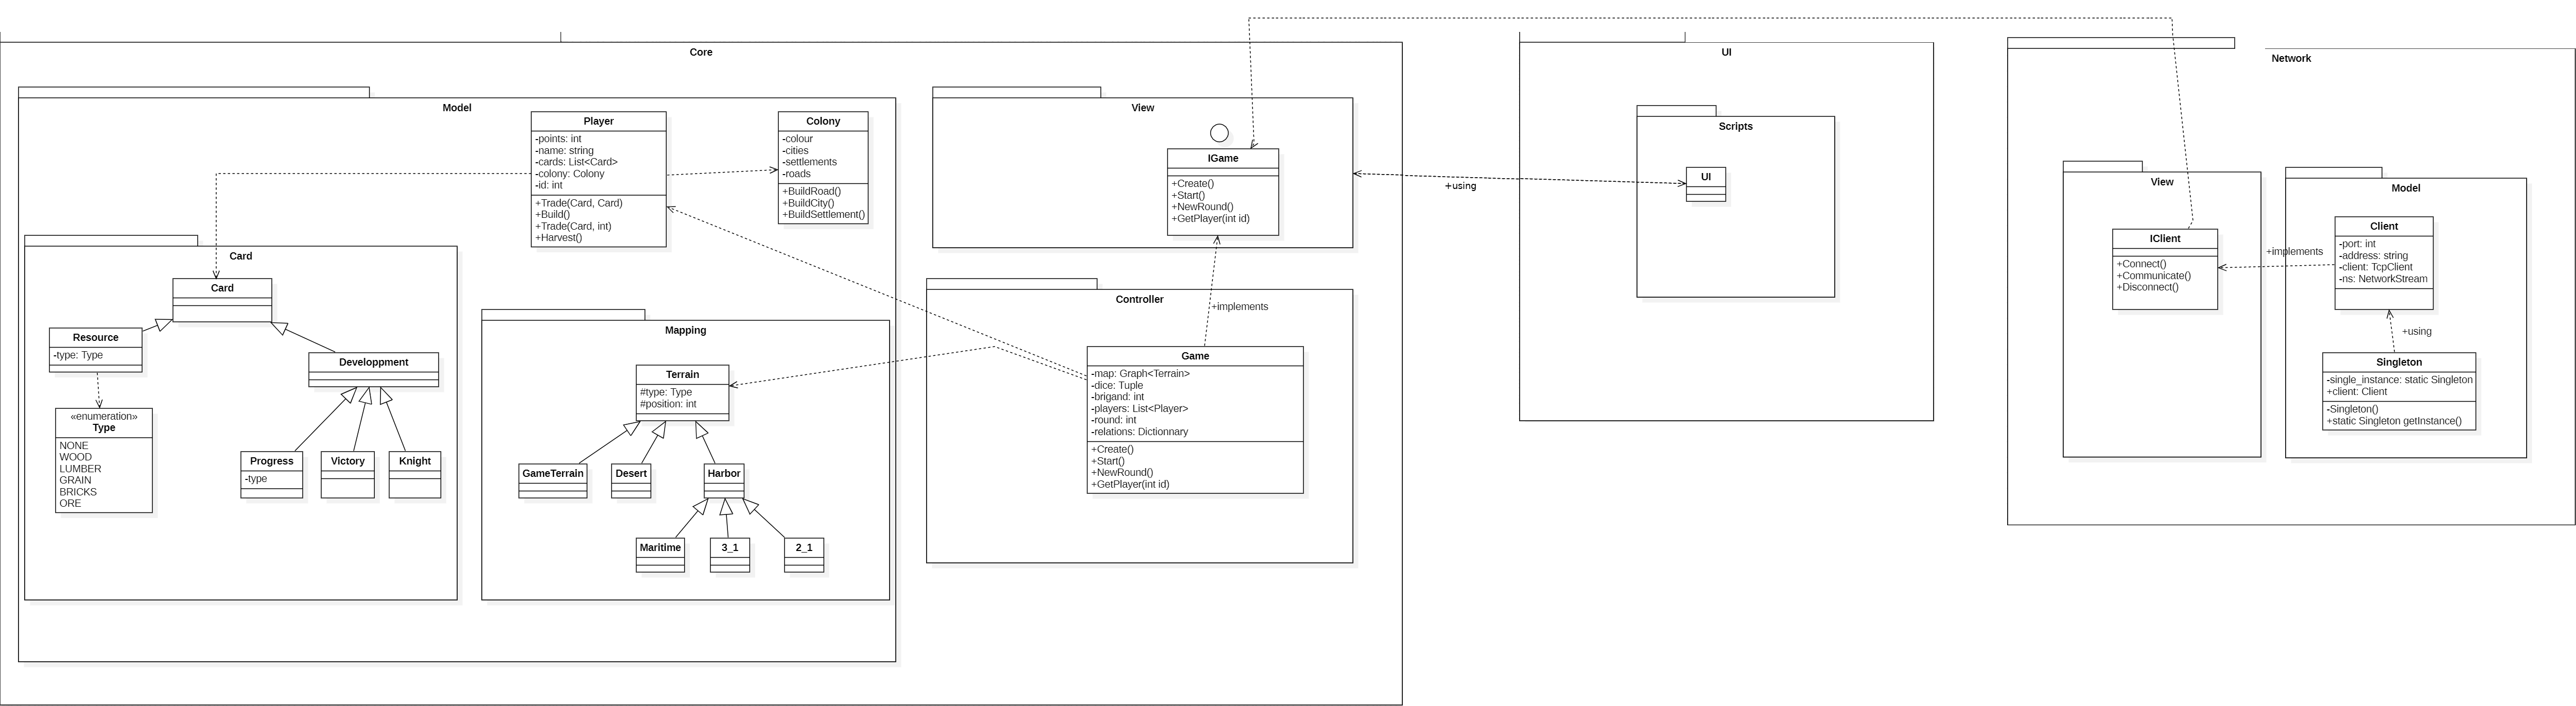 Core
Model
Player
-points: int
-name: string
-cards: List<Card>
-colony: Colony
-id: int
+Trade(Card, Card)
+Build()
+Trade(Card, int)
+Harvest()
Colony
-colour
-cities
-settlements
-roads
+BuildRoad()
+BuildCity()
+BuildSettlement()
Card
Card
Resource
-type: Type
Developpment
«enumeration»
Type
NONE
WOOD
LUMBER
GRAIN
BRICKS
ORE
Progress
-type
Victory
Knight
Mapping
Terrain
#type: Type
#position: int
GameTerrain
Desert
Harbor
Maritime
3_1
2_1
View
IGame
+Create()
+Start()
+NewRound()
+GetPlayer(int id)
Controller
+implements
Game
-map: Graph<Terrain>
-dice: Tuple
-brigand: int
-players: List<Player>
-round: int
-relations: Dictionnary
+Create()
+Start()
+NewRound()
+GetPlayer(int id)
+using
UI
Scripts
UI
Network
View
IClient
+Connect()
+Communicate()
+Disconnect()
+implements
Model
Client
-port: int
-address: string
-client: TcpClient
-ns: NetworkStream
+using
Singleton
-single_instance: static Singleton
+client: Client
-Singleton()
+static Singleton getInstance()